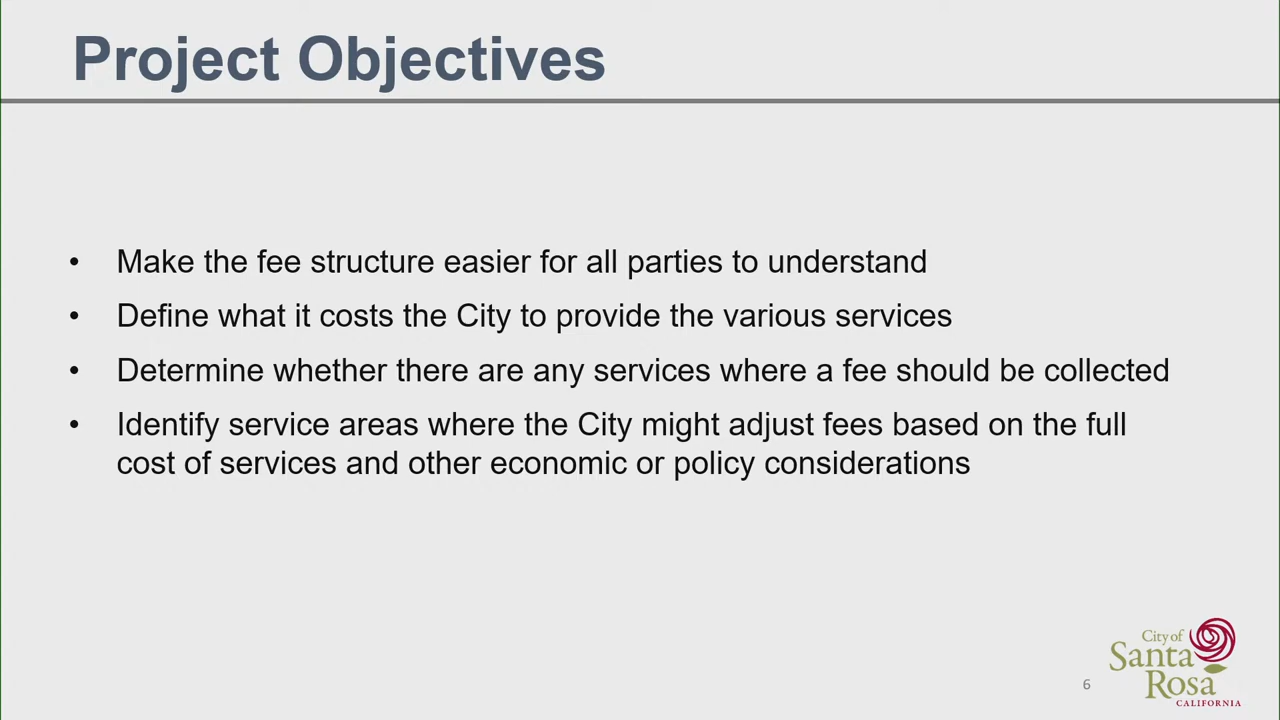 Project Objectives
• Make the fee structure easier for all parties to understand
• Define what it costs the City to provide the various services
• Determine whether there are any services where a fee should be collected
• Identify service areas where the City might adjust fees based on the full
cost of services and other economic or policy considerations
6
City of
Santa
Rosa
CALIFORNIA